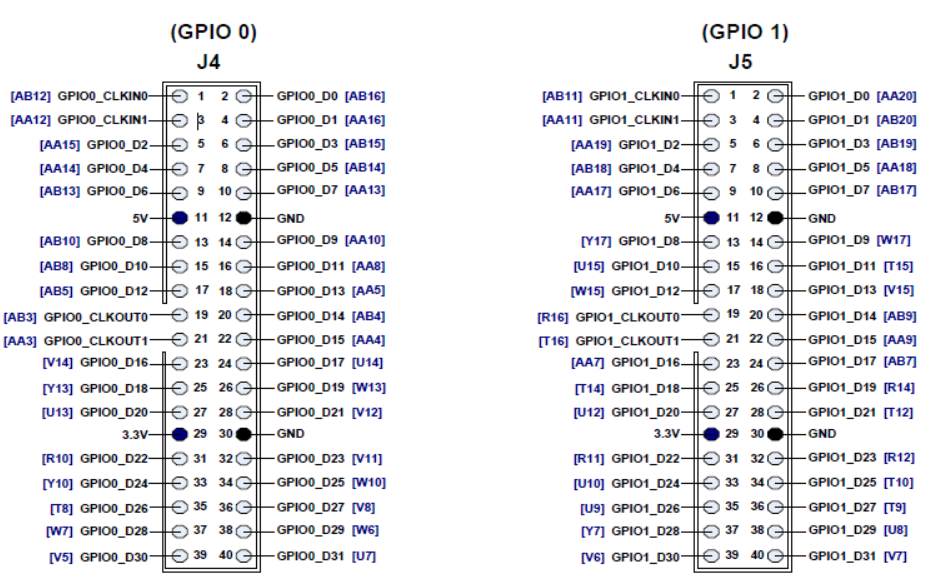 (GPIO 0) (GPIO 1)
J4 J5
[AB12] GPIO0_CLKIN0 1 2 GPIO0_D0 [AB16] [AB11] GPIO1_CLKIN0 1 2 GPIO1_D0 [AA20]
[AA12] GPIO0_CLKIN1 3 4 GPIO0_D1 [AA16] [AA11] GPIO1_CLKIN1 3 4 GPIO1_D1 [AB20]
[AA15] GPIO0_D2 5 6 GPIO0_D3 [AB15] [AA19] GPIO1_D2 5 6 GPIO1_D3 [AB19]
[AA14] GPIO0_D4 7 8 GPIO0_D5 [AB14] [AB18] GPIO1_D4 7 8 GPIO1_D5 [AA18]
[AB13] GPIO0_D6 9 10 GPIO0_D7 [AA13] [AA17] GPIO1_D6 9 10 GPIO1_D7 [AB17]
5V 11 12 GND 5V 11 12 GND
[AB10] GPIO0_D8 13 14 GPIO0_D9 [AA10] [Y17] GPIO1_D8 13 14 GPIO1_D9 [W17]
[AB8] GPIO0_D10 15 16 GPIO0_D11 [AA8] [U15] GPIO1_D10 15 16 GPIO1_D11 [T15]
[AB5] GPIO0_D12 17 18 GPIO0_D13 [AA5] [W15] GPIO1_D12 17 18 GPIO1_D13 [V15]
[AB3] GPIO0_CLKOUT0 19 20 GPIO0_D14 [AB4] [R16] GPIO1_CLKOUT0 19 20 GPIO1_D14 [AB9]
[AA3] GPIO0_CLKOUT1 21 22 GPIO0_D15 [AA4] [T16] GPIO1_CLKOUT1 21 22 GPIO1_D15 [AA9]
[V14] GPIO0_D16 23 24 GPIO0_D17 [U14] [AA7] GPIO1_D16 23 24 GPIO1_D17 [AB7]
[Y13] GPIO0_D18 25 26 GPIO0_D19 [W13] [T14] GPIO1_D18 25 26 GPIO1_D19 [R14]
[U13] GPIO0_D20 27 28 GPIO0_D21 [V12] [U12] GPIO1_D20 27 28 GPIO1_D21 [T12]
3.3V 29 30 GND 3.3V 29 30 GND
[R10] GPIO0_D22 31 32 GPIO0_D23 [V11] [R11] GPIO1_D22 31 32 GPIO1_D23 [R12]
[Y10] GPIO0_D24 33 34 GPIO0_D25 [W10] [U10] GPIO1_D24 33 34 GPIO1_D25 [T10]
[T8] GPIO0_D26 35 36 GPIO0_D27 [V8] [U9] GPIO1_D26 35 36 GPIO1_D27 [T9]
[W7] GPIO0_D28 37 38 GPIO0_D29 [W6] [Y7] GPIO1_D28 37 38 GPIO1_D29 [U8]
[V5] GPIO0_D30 39 40 GPIO0_D31 [U7] [V6] GPIO1_D30 39 40 GPIO1_D31 [V7]